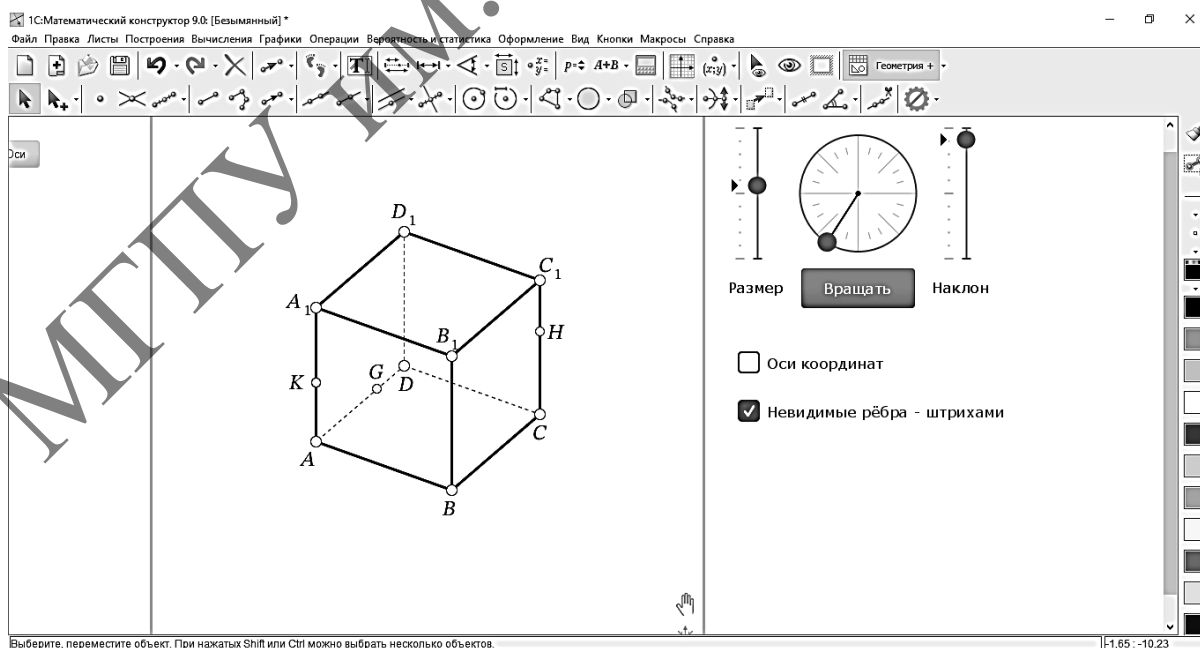 1С:Математический конструктор 9.0: [Безымянный] *
Файл Правка Листы Построения Вычисления Графики Операции Вероятность и статистика Оформление Вид Кнопки Макросы Справка
T S x= y= P= A+B (x;y) Геометрия +
Оси
D1
C1
A1
B1
H
K
G
D
C
A
B
Размер Вращать Наклон
Оси координат
Невидимые рёбра - штрихами
МГПУ им.
Выберите, переместите объект. При нажатых Shift или Ctrl можно выбрать несколько объектов.
-1,65 ; -10,23